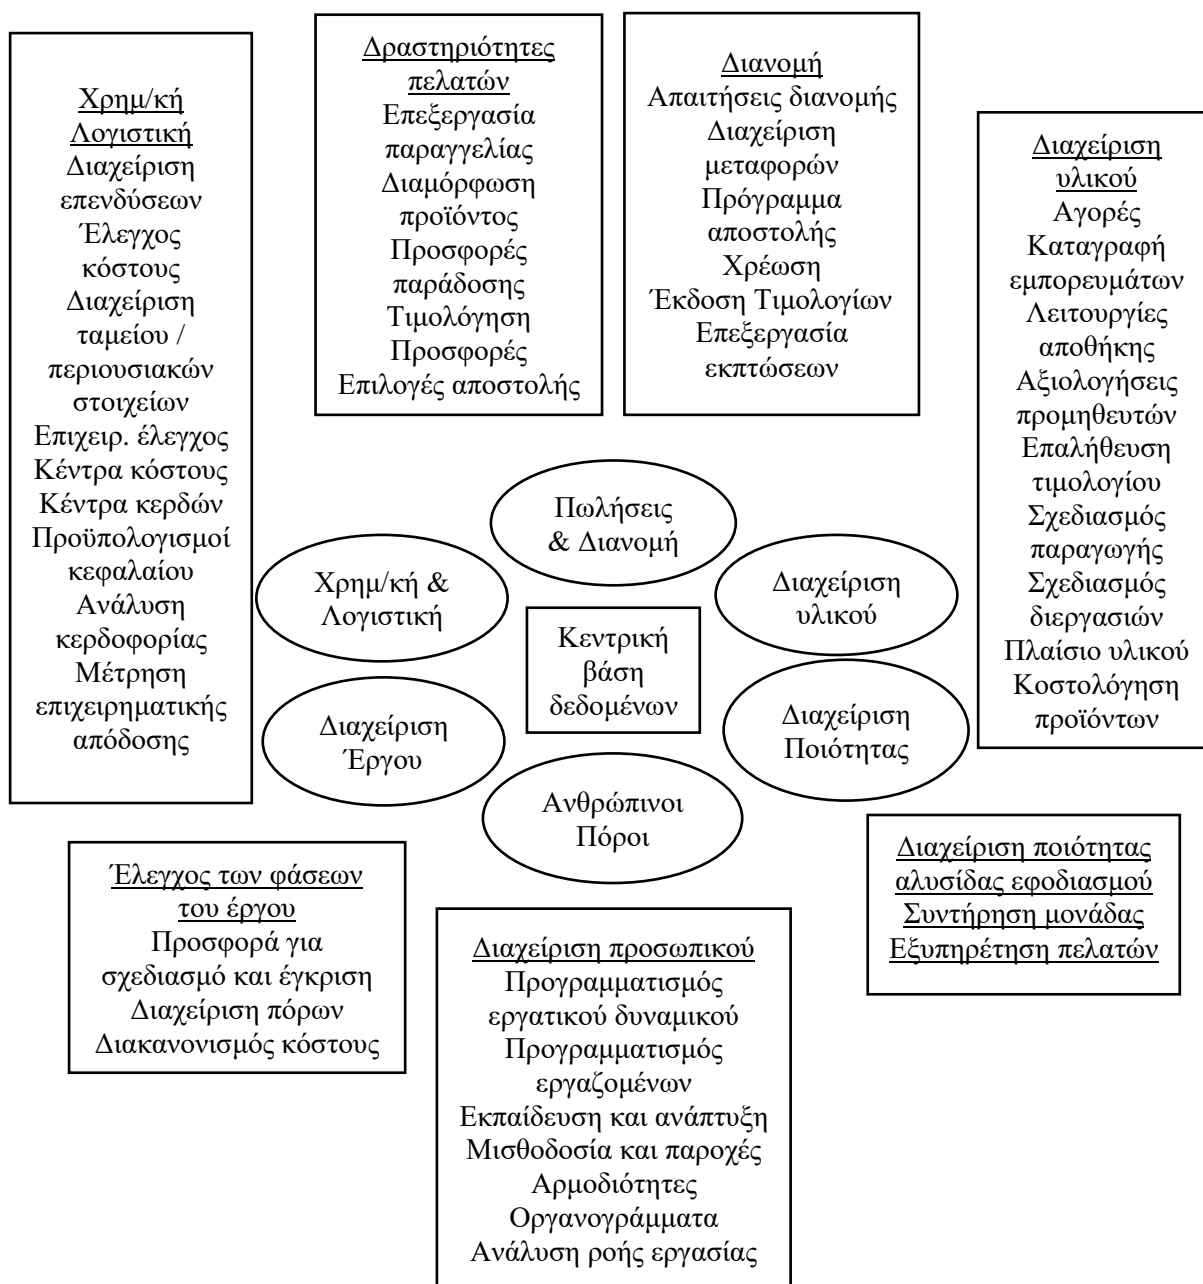 Χρημ/κή
Λογιστική
Διαχείριση
επενδύσεων
Έλεγχος
κόστους
Διαχείριση
ταμείου /
περιουσιακών
στοιχείων
Επιχειρ. έλεγχος
Κέντρα κόστους
Κέντρα κερδών
Προϋπολογισμοί
κεφαλαίου
Ανάλυση
κερδοφορίας
Μέτρηση
επιχειρηματικής
απόδοσης
Δραστηριότητες
πελατών
Επεξεργασία
παραγγελίας
Διαμόρφωση
προϊόντος
Προσφορές
παράδοσης
Τιμολόγηση
Προσφορές
Επιλογές αποστολής
Διανομή
Απαιτήσεις διανομής
Διαχείριση
μεταφορών
Πρόγραμμα
αποστολής
Χρέωση
Έκδοση Τιμολογίων
Επεξεργασία
εκπτώσεων
Διαχείριση
υλικού
Αγορές
Καταγραφή
εμπορευμάτων
Λειτουργίες
αποθήκης
Αξιολογήσεις
προμηθευτών
Επαλήθευση
τιμολογίου
Σχεδιασμός
παραγωγής
Σχεδιασμός
διεργασιών
Πλαίσιο υλικού
Κοστολόγηση
προϊόντων
Πωλήσεις
& Διανομή
Χρημ/κή &
Λογιστική
Διαχείριση
υλικού
Κεντρική
βάση
δεδομένων
Διαχείριση
Έργου
Διαχείριση
Ποιότητας
Ανθρώπινοι
Πόροι
Έλεγχος των φάσεων
του έργου
Προσφορά για
σχεδιασμό και έγκριση
Διαχείριση πόρων
Διακανονισμός κόστους
Διαχείριση προσωπικού
Προγραμματισμός
εργατικού δυναμικού
Προγραμματισμός
εργαζομένων
Εκπαίδευση και ανάπτυξη
Μισθοδοσία και παροχές
Αρμοδιότητες
Οργανογράμματα
Ανάλυση ροής εργασίας
Διαχείριση ποιότητας
αλυσίδας εφοδιασμού
Συντήρηση μονάδας
Εξυπηρέτηση πελατών